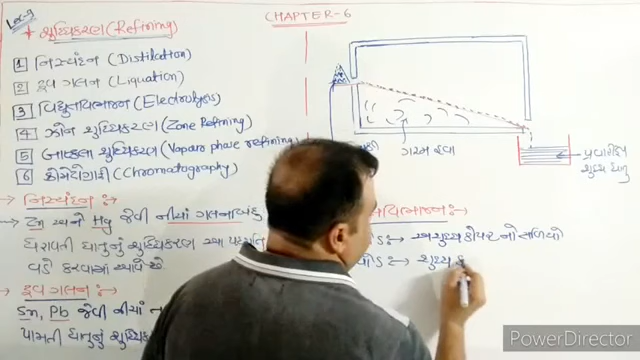 Lec-9
CHAPTER-6
* શુદ્ધિકરણ (Refining)
1 નિસ્યંદન (Distillation)
2 દ્રવ ગલન (Liquation)
3 વિદ્યુતવિભાજન (Electrolysis)
4 ઝોન શુદ્ધિકરણ (Zone Refining)
5 બાષ્પકલા શુદ્ધિકરણ (Vapour phase refining)
6 ક્રોમેટોગ્રાફી (Chromatography)
ગરમ હવા
પ્રવાહીકૃત
શુદ્ધ ધાતુ
→ નિસ્યંદન :→
→ Zn અને Hg જેવી નીચાં ગલનબિંદુ
ધરાવતી ધાતુનું શુદ્ધિકરણ આ પદ્ધતિ
વડે કરવામાં આવે છે.
→ દ્રવ ગલન :→
Sn, Pb જેવી નીચાં
પામતી ધાતુનું
વિભાજન :→
ડ :→ અશુદ્ધ કોપરનો સળિયો
ડ :→ શુદ્ધ
PowerDirector